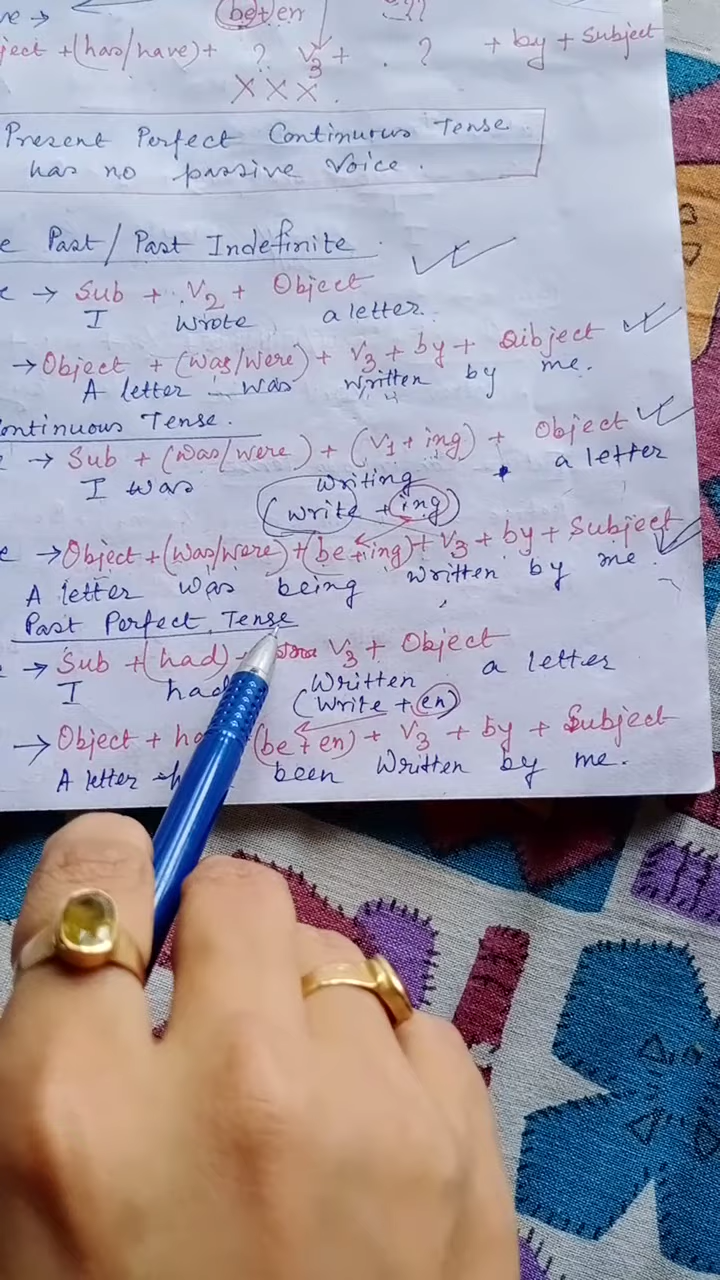 be+en ??
ve →
ject + (has/have) + ? V3 + . ? + by + Subject
XXX.
Present Perfect Continuous Tense
has no passive Voice.
e Past/Past Indefinite
e → Sub + V2 + Object
I wrote a letter.
→ Object + (was/were) + V3 + by + Subject
A letter was written by me.
ontinuous Tense.
→ Sub + (was/were) + (V1 + ing) + Object
I was writing a letter
(write + ing)
e → Object + (was/were) + (be + ing) + V3 + by + Subject
A letter was being written by me.
Past Perfect Tense
→ Sub + (had) + V3 + Object
I had written a letter
(write + en)
→ Object + ha (be + en) + V3 + by + Subject
A letter been written by me.